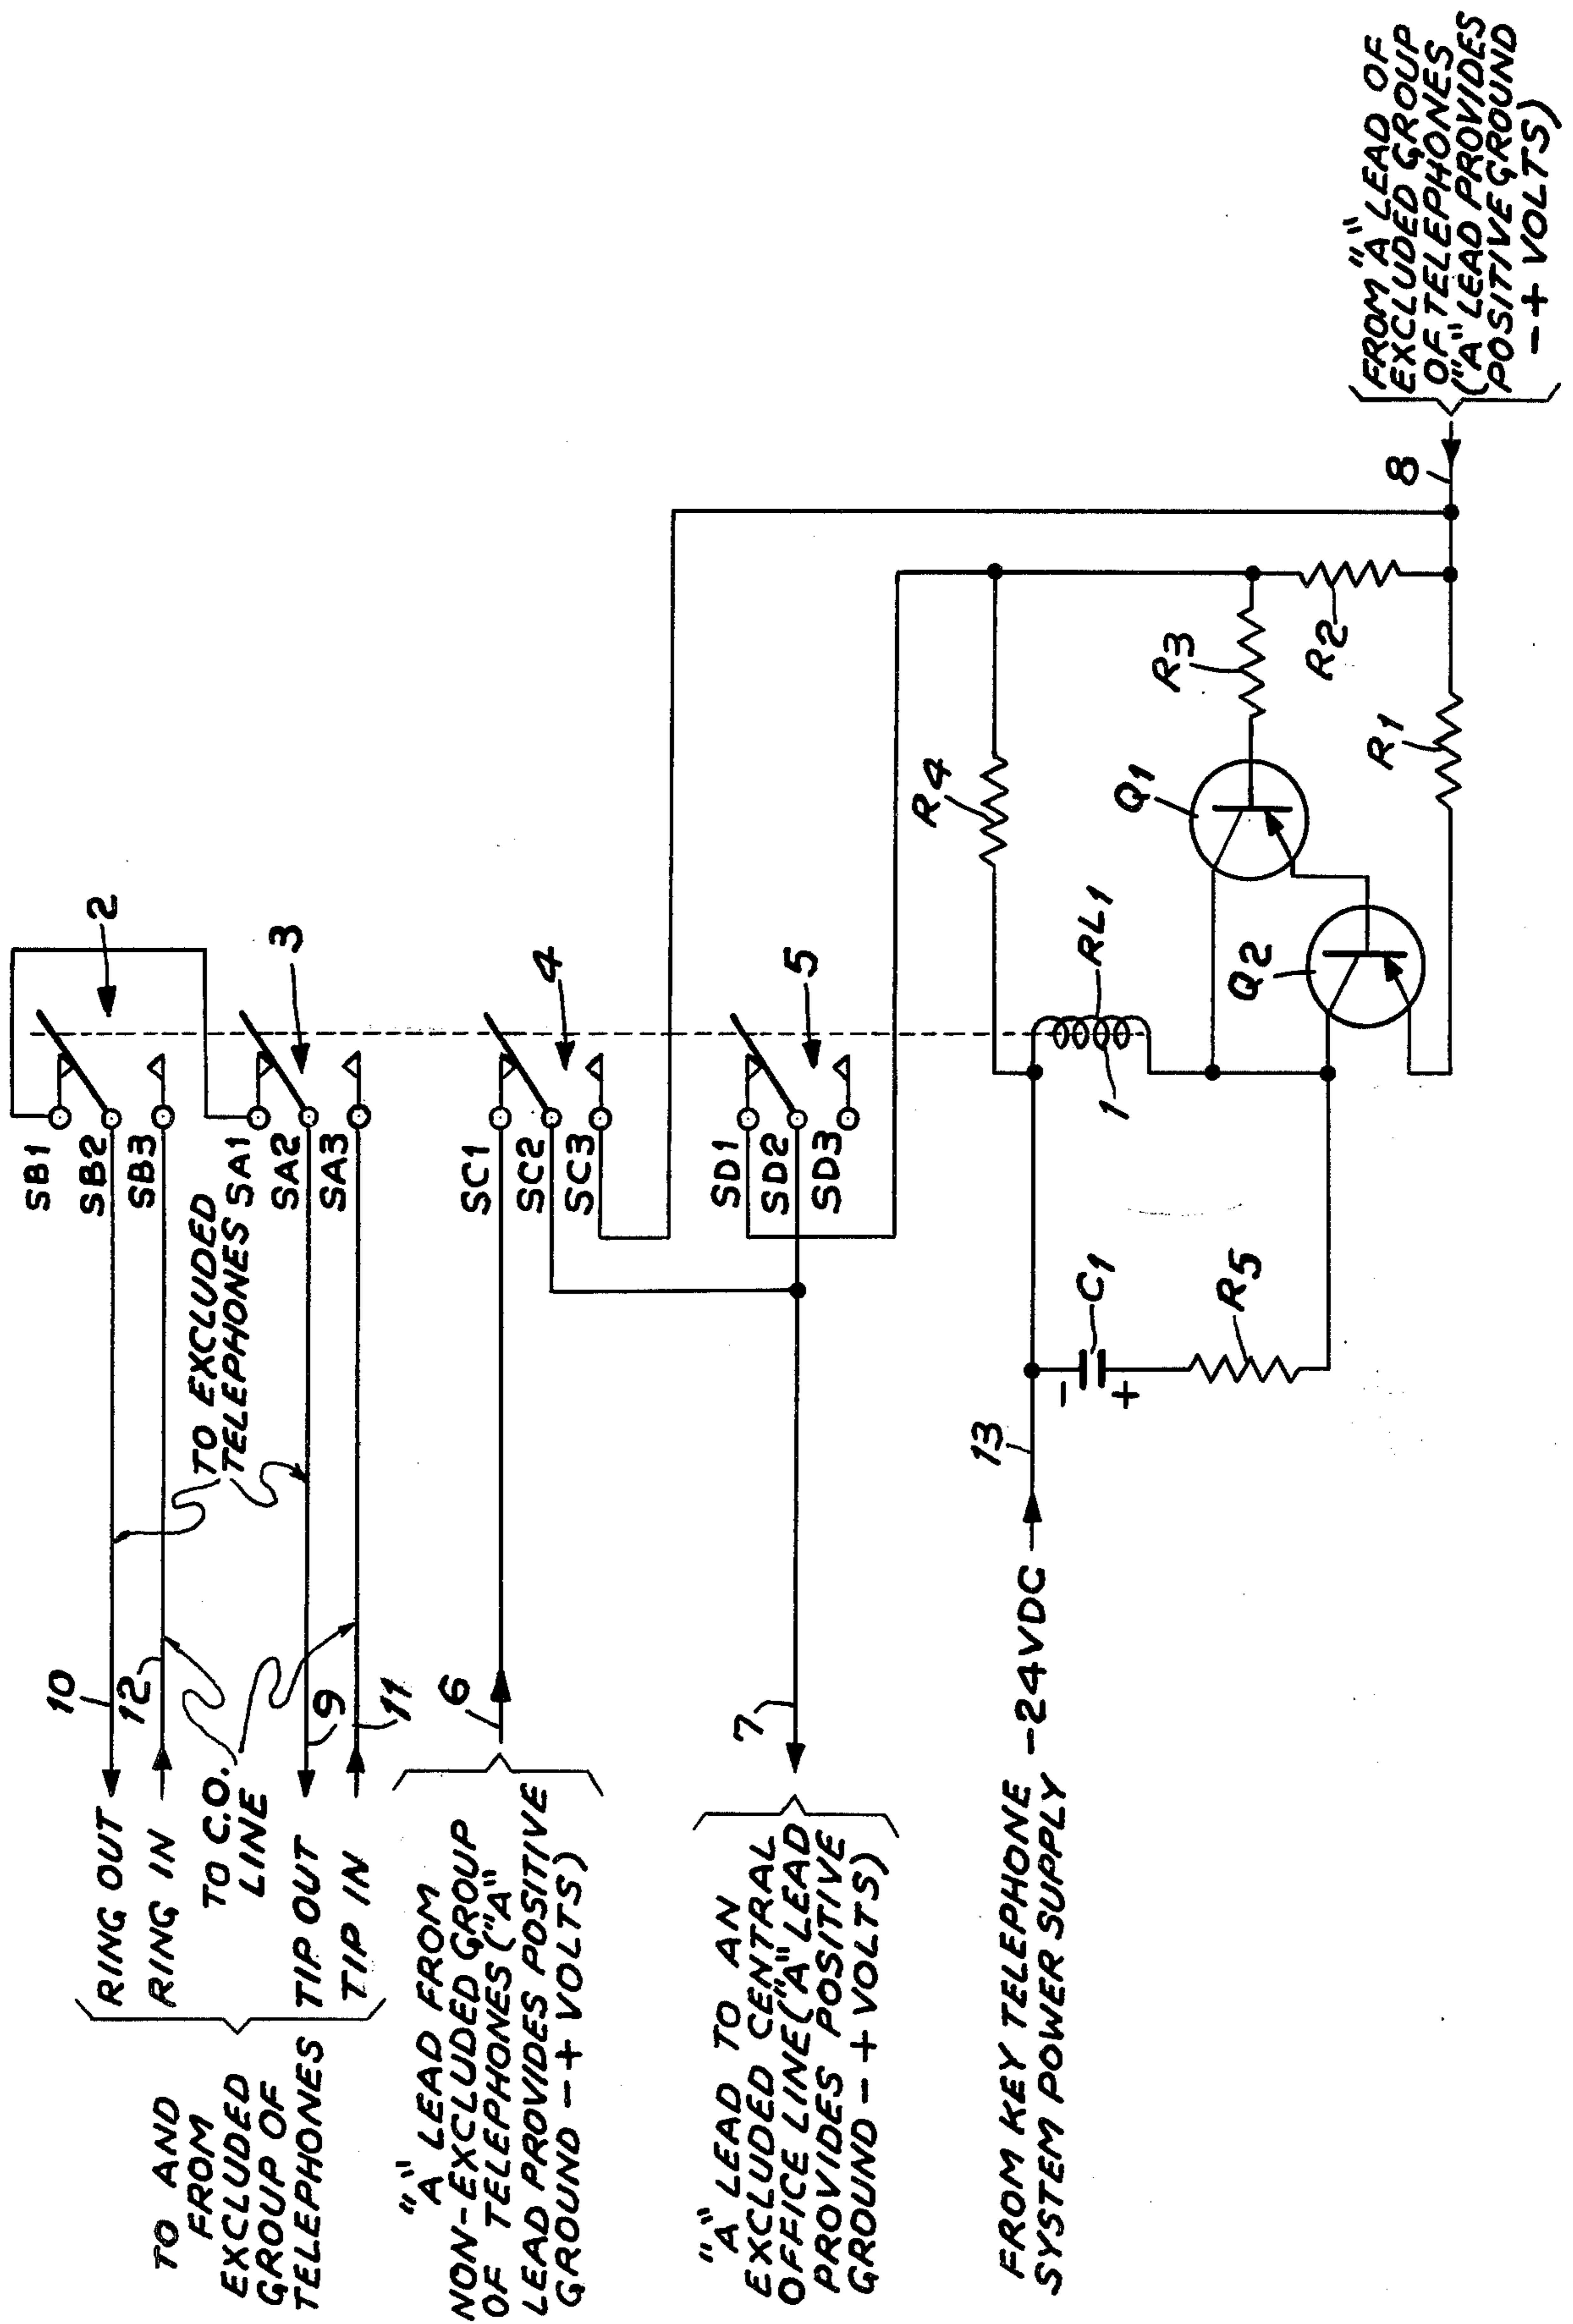 TO AND
FROM
EXCLUDED
GROUP OF
TELEPHONES
RING OUT
RING IN
TO C.O.
LINE
TIP OUT
TIP IN
10
12
9
11
TO EXCLUDED
TELEPHONES
SB1
SB2
SB3
SA1
SA2
SA3
2
3
"A" LEAD FROM
NON-EXCLUDED GROUP
OF TELEPHONES ("A"
LEAD PROVIDES POSITIVE
GROUND - + VOLTS)
6
SC1
SC2
SC3
4
"A" LEAD TO AN
EXCLUDED CENTRAL
OFFICE LINE ("A" LEAD
PROVIDES POSITIVE
GROUND - + VOLTS)
7
SD1
SD2
SD3
5
FROM KEY TELEPHONE
SYSTEM POWER SUPPLY
-24VDC
13
-
C1
+
R5
1
RL1
R4
Q1
Q2
R3
R2
R1
8
FROM "A" LEAD OF
EXCLUDED GROUP
OF TELEPHONES
("A" LEAD PROVIDES
POSITIVE GROUND
- + VOLTS)